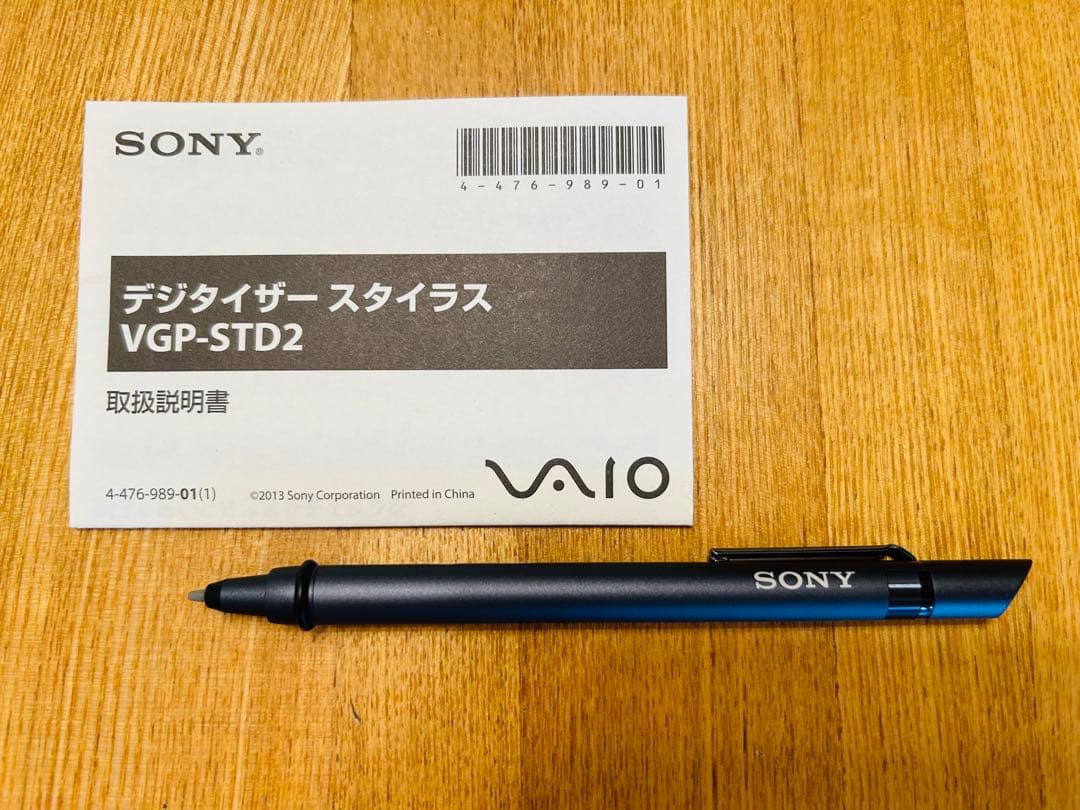 SONY®
4-476-989-01
デジタイザー スタイラス
VGP-STD2
取扱説明書
4-476-989-01(1) ©2013 Sony Corporation Printed in China VAIO
SONY